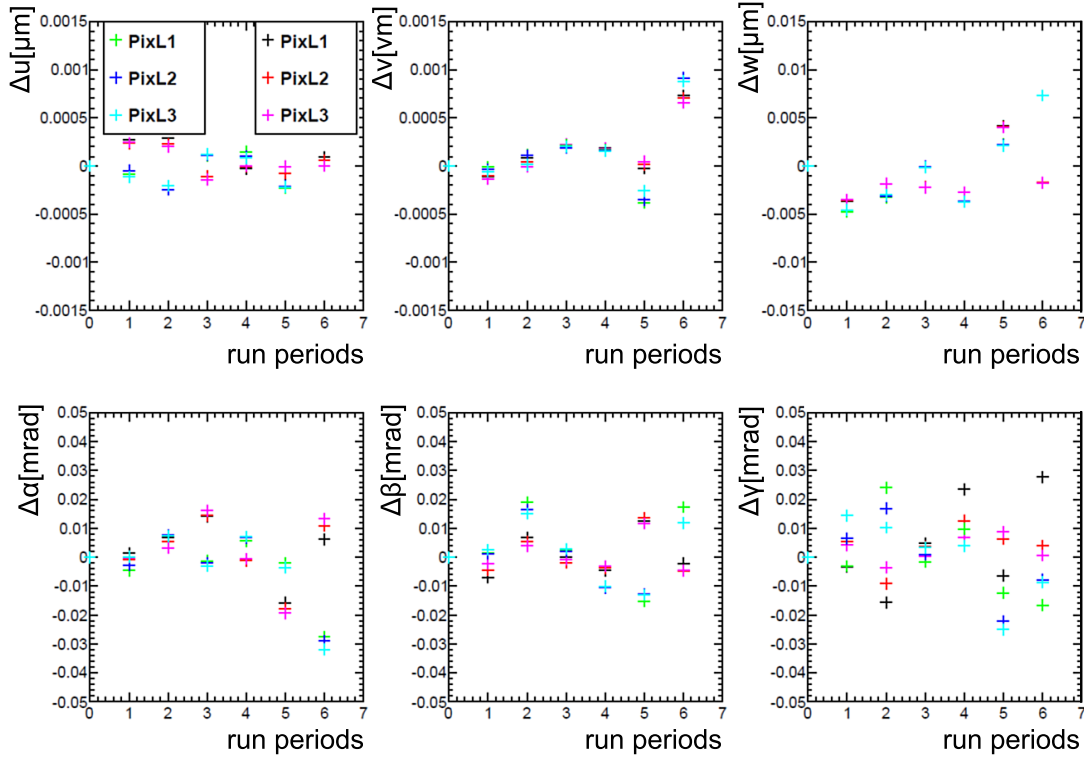 Δu[µm]
0.0015
0.001
0.0005
0
-0.0005
-0.001
-0.0015
PixL1
PixL2
PixL3
PixL1
PixL2
PixL3
0 1 2 3 4 5 6 7
run periods
Δv[vm]
0.0015
0.001
0.0005
0
-0.0005
-0.001
-0.0015
0 1 2 3 4 5 6 7
run periods
Δw[µm]
0.0015
0.01
0.005
0
-0.005
-0.01
-0.0015
0 1 2 3 4 5 6 7
run periods
Δα[mrad]
0.05
0.04
0.03
0.02
0.01
0
-0.01
-0.02
-0.03
-0.04
-0.05
0 1 2 3 4 5 6 7
run periods
Δβ[mrad]
0.05
0.04
0.03
0.02
0.01
0
-0.01
-0.02
-0.03
-0.04
-0.05
0 1 2 3 4 5 6 7
run periods
Δγ[mrad]
0.05
0.04
0.03
0.02
0.01
0
-0.01
-0.02
-0.03
-0.04
-0.05
0 1 2 3 4 5 6 7
run periods